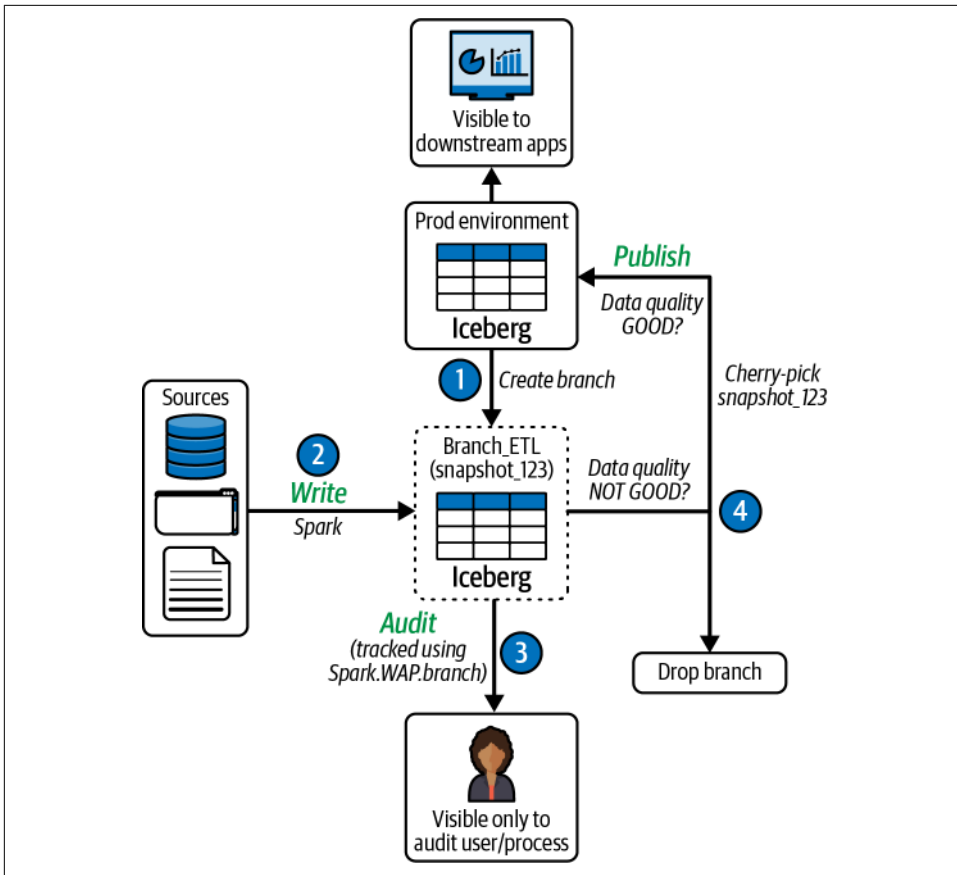 Visible to
downstream apps
Prod environment
Iceberg
Publish
Data quality
GOOD?
1
Create branch
Cherry-pick
snapshot_123
Sources
2
Write
Spark
Branch_ETL
(snapshot_123)
Iceberg
Data quality
NOT GOOD?
4
Audit
(tracked using
Spark.WAP.branch)
3
Drop branch
Visible only to
audit user/process